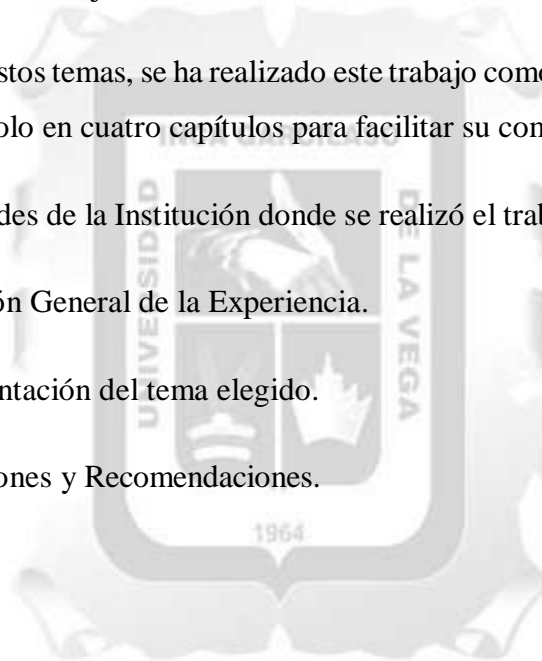 stos temas, se ha realizado este trabajo como
olo en cuatro capítulos para facilitar su con
INCA GARCILASO
des de la Institución donde se realizó el trab
UNIVERSIDAD
DE LA VEGA
ón General de la Experiencia.
ntación del tema elegido.
ones y Recomendaciones.
1964